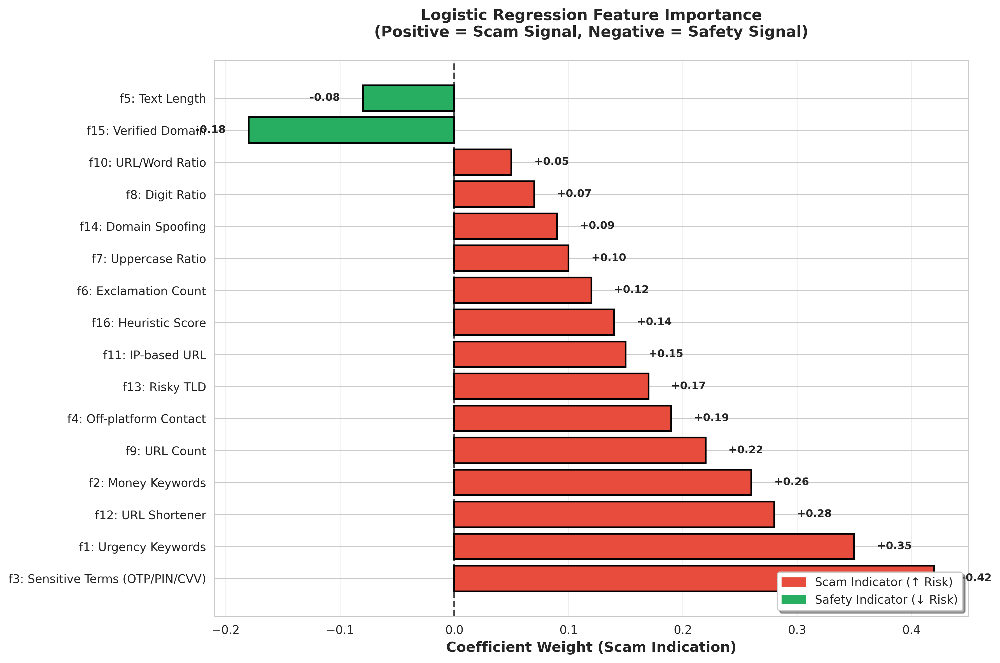 Logistic Regression Feature Importance
(Positive = Scam Signal, Negative = Safety Signal)
f5: Text Length
-0.08
f15: Verified Domain
-0.18
f10: URL/Word Ratio
+0.05
f8: Digit Ratio
+0.07
f14: Domain Spoofing
+0.09
f7: Uppercase Ratio
+0.10
f6: Exclamation Count
+0.12
f16: Heuristic Score
+0.14
f11: IP-based URL
+0.15
f13: Risky TLD
+0.17
f4: Off-platform Contact
+0.19
f9: URL Count
+0.22
f2: Money Keywords
+0.26
f12: URL Shortener
+0.28
f1: Urgency Keywords
+0.35
f3: Sensitive Terms (OTP/PIN/CVV)
+0.42
Scam Indicator (↑ Risk)
Safety Indicator (↓ Risk)
−0.2 −0.1 0.0 0.1 0.2 0.3 0.4
Coefficient Weight (Scam Indication)